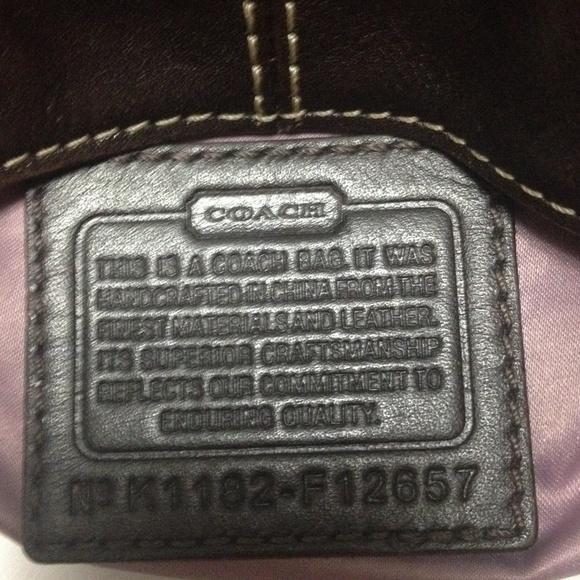 COACH
THIS IS A COACH BAG. IT WAS
HANDCRAFTED IN CHINA FROM THE
FINEST MATERIALS AND LEATHER.
ITS SUPERIOR CRAFTSMANSHIP
REFLECTS OUR COMMITMENT TO
ENDURING QUALITY.
Nº K1182-F12657